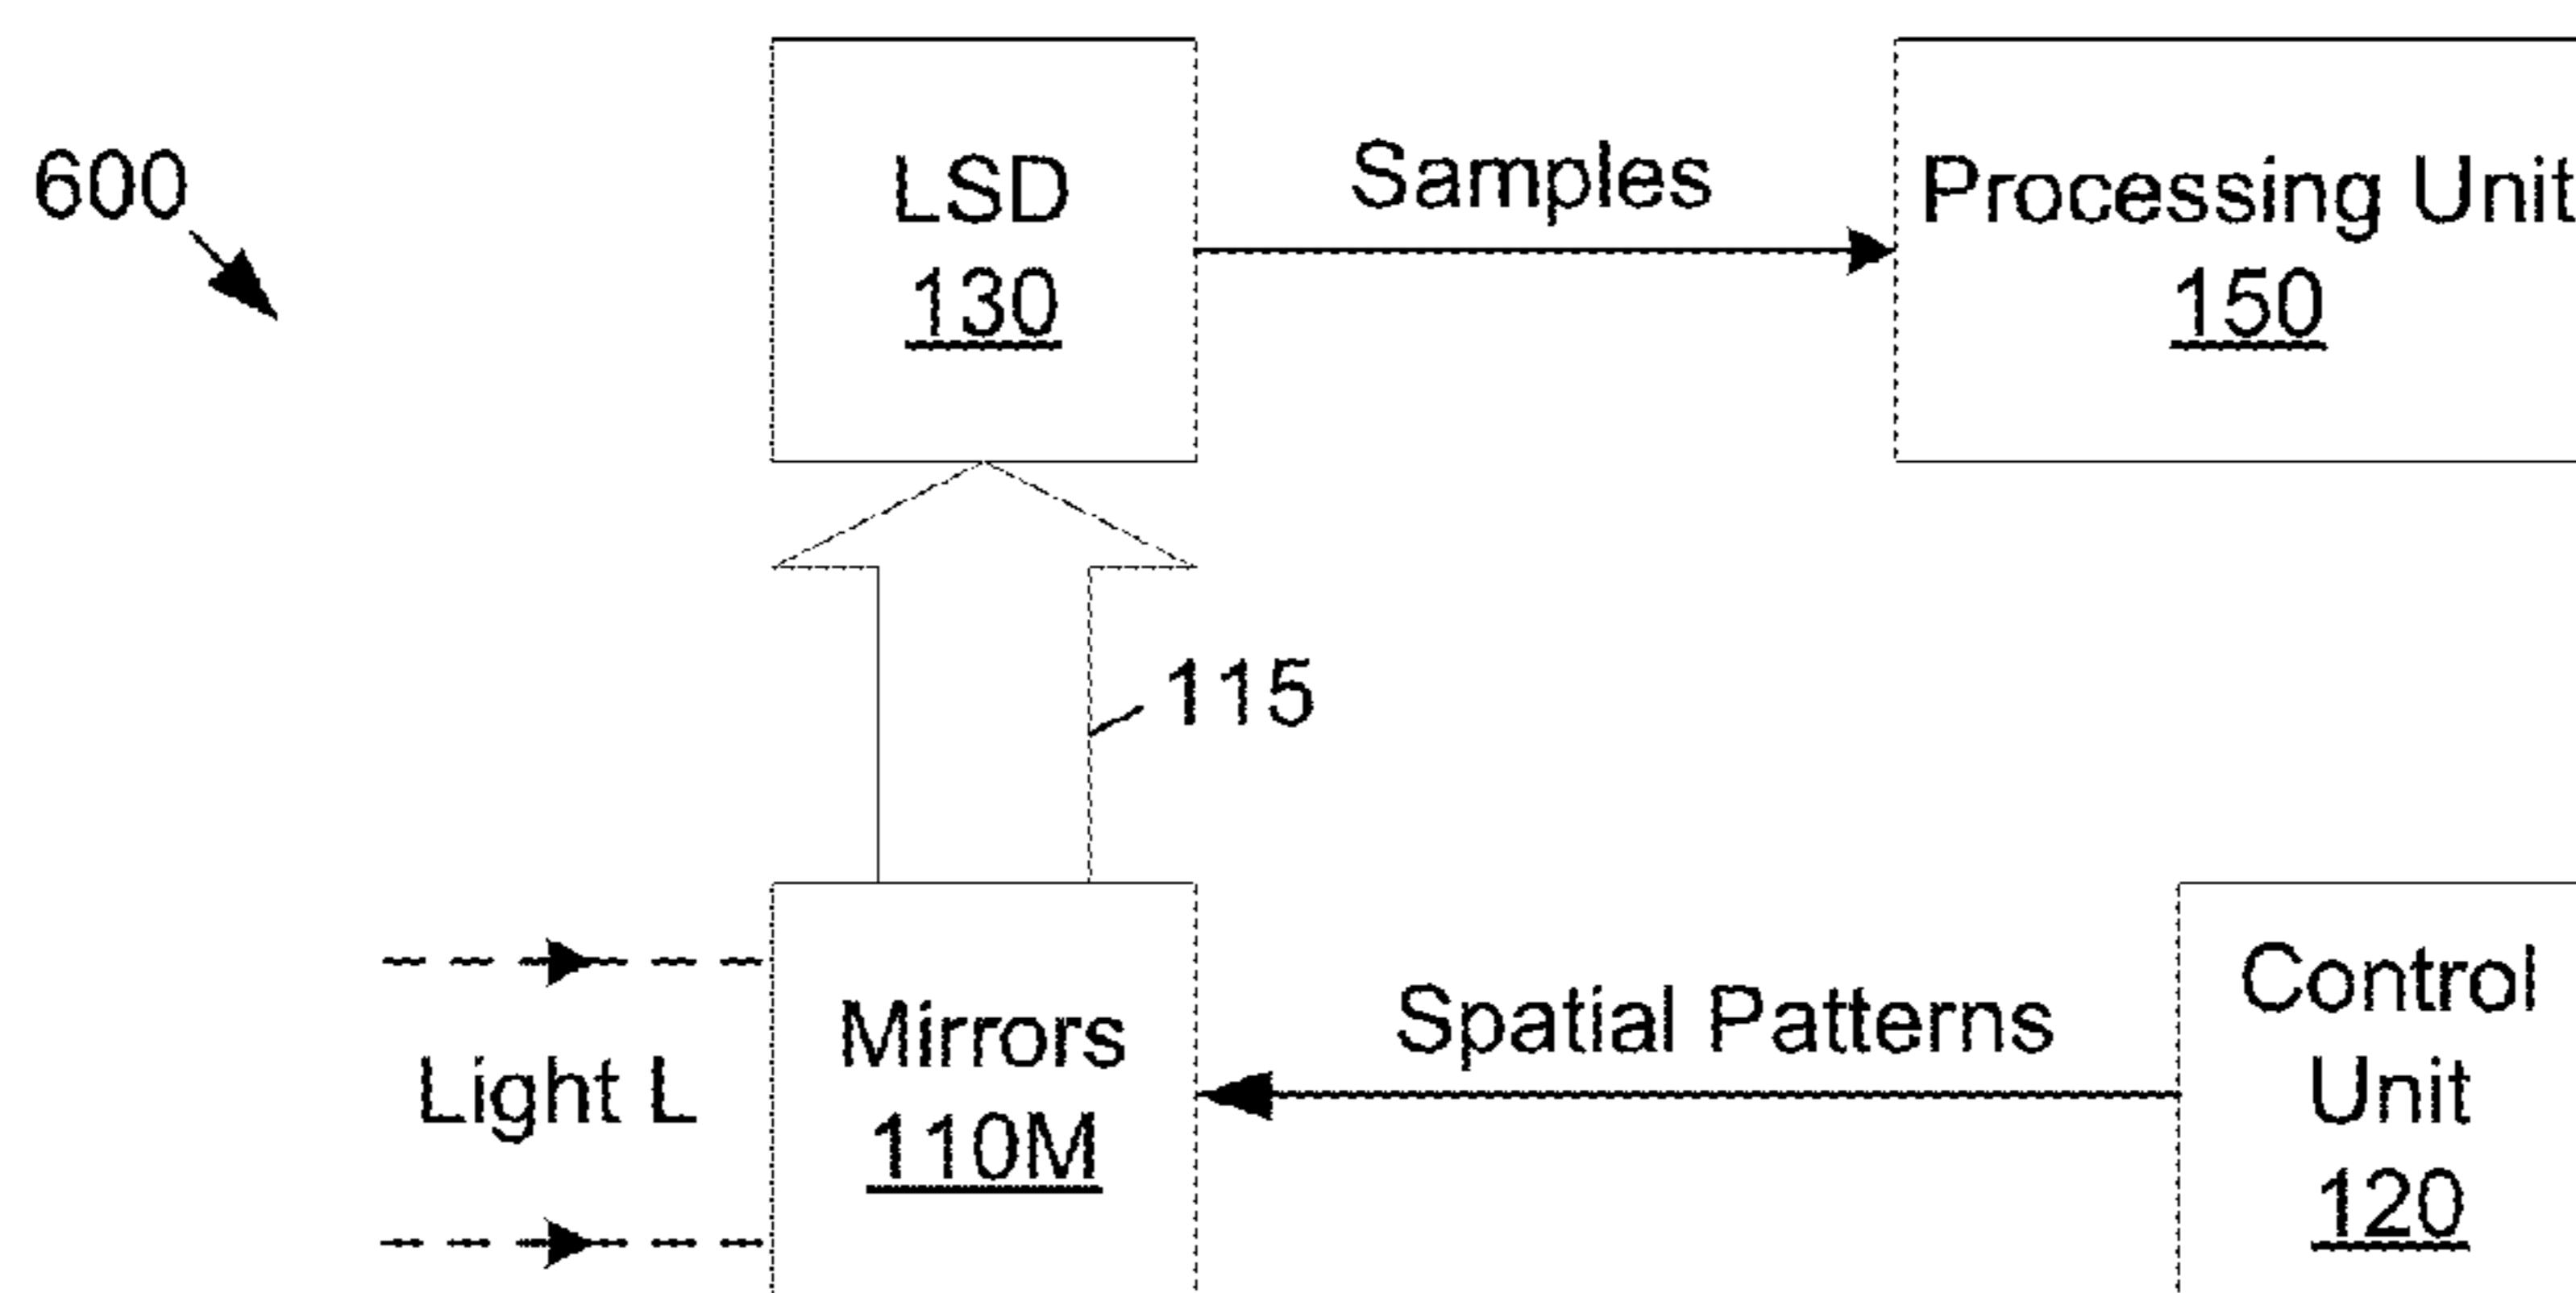 600
LSD
130
Samples
Processing Unit
150
115
Light L
Mirrors
110M
Spatial Patterns
Control
Unit
120